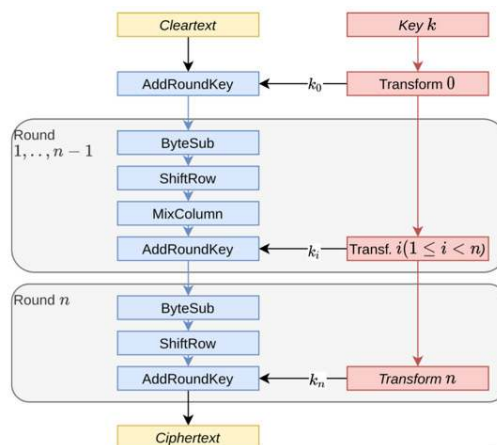 Cleartext
Key k
AddRoundKey
k₀
Transform 0
Round
1,..,n − 1
ByteSub
ShiftRow
MixColumn
AddRoundKey
kᵢ
Transf. i(1 ≤ i < n)
Round n
ByteSub
ShiftRow
AddRoundKey
kₙ
Transform n
Ciphertext